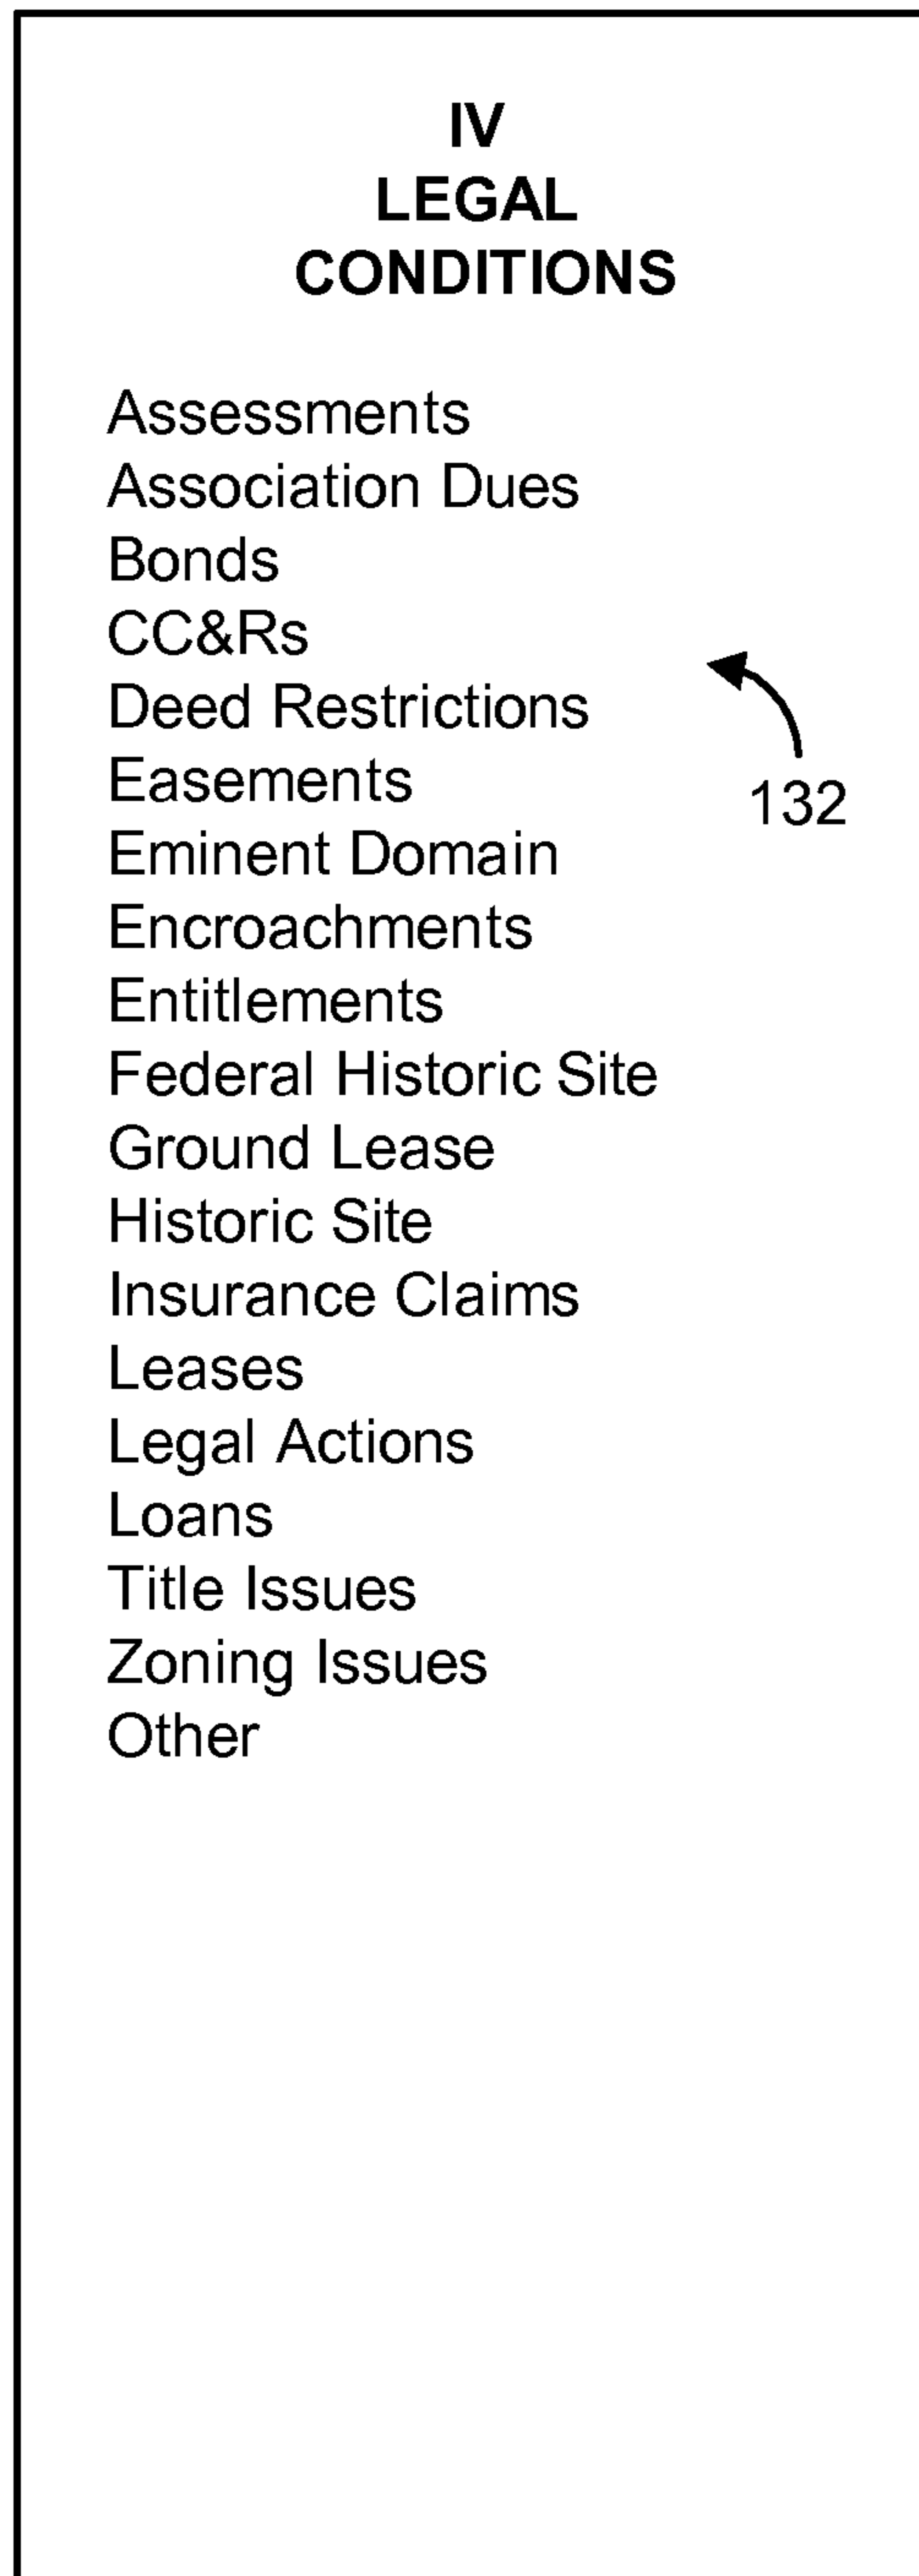 IV
LEGAL
CONDITIONS
Assessments
Association Dues
Bonds
CC&Rs
Deed Restrictions
Easements
132
Eminent Domain
Encroachments
Entitlements
Federal Historic Site
Ground Lease
Historic Site
Insurance Claims
Leases
Legal Actions
Loans
Title Issues
Zoning Issues
Other